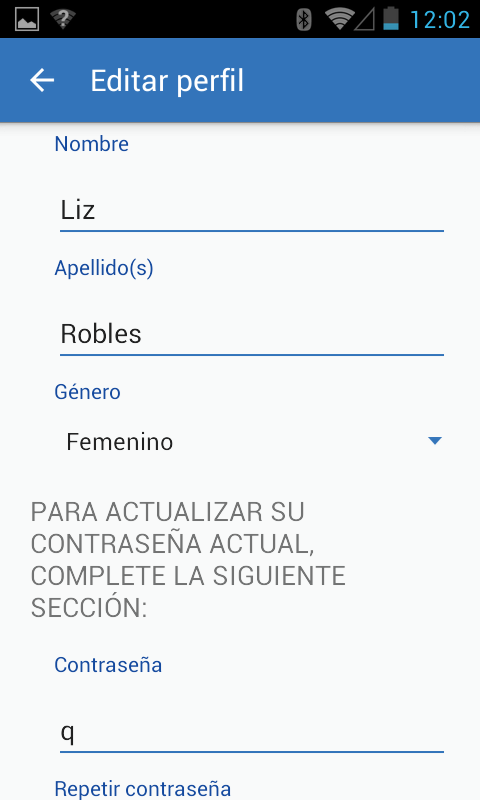 12:02
Editar perfil
Nombre
Liz
Apellido(s)
Robles
Género
Femenino
PARA ACTUALIZAR SU
CONTRASEÑA ACTUAL,
COMPLETE LA SIGUIENTE
SECCIÓN:
Contraseña
q
Repetir contraseña